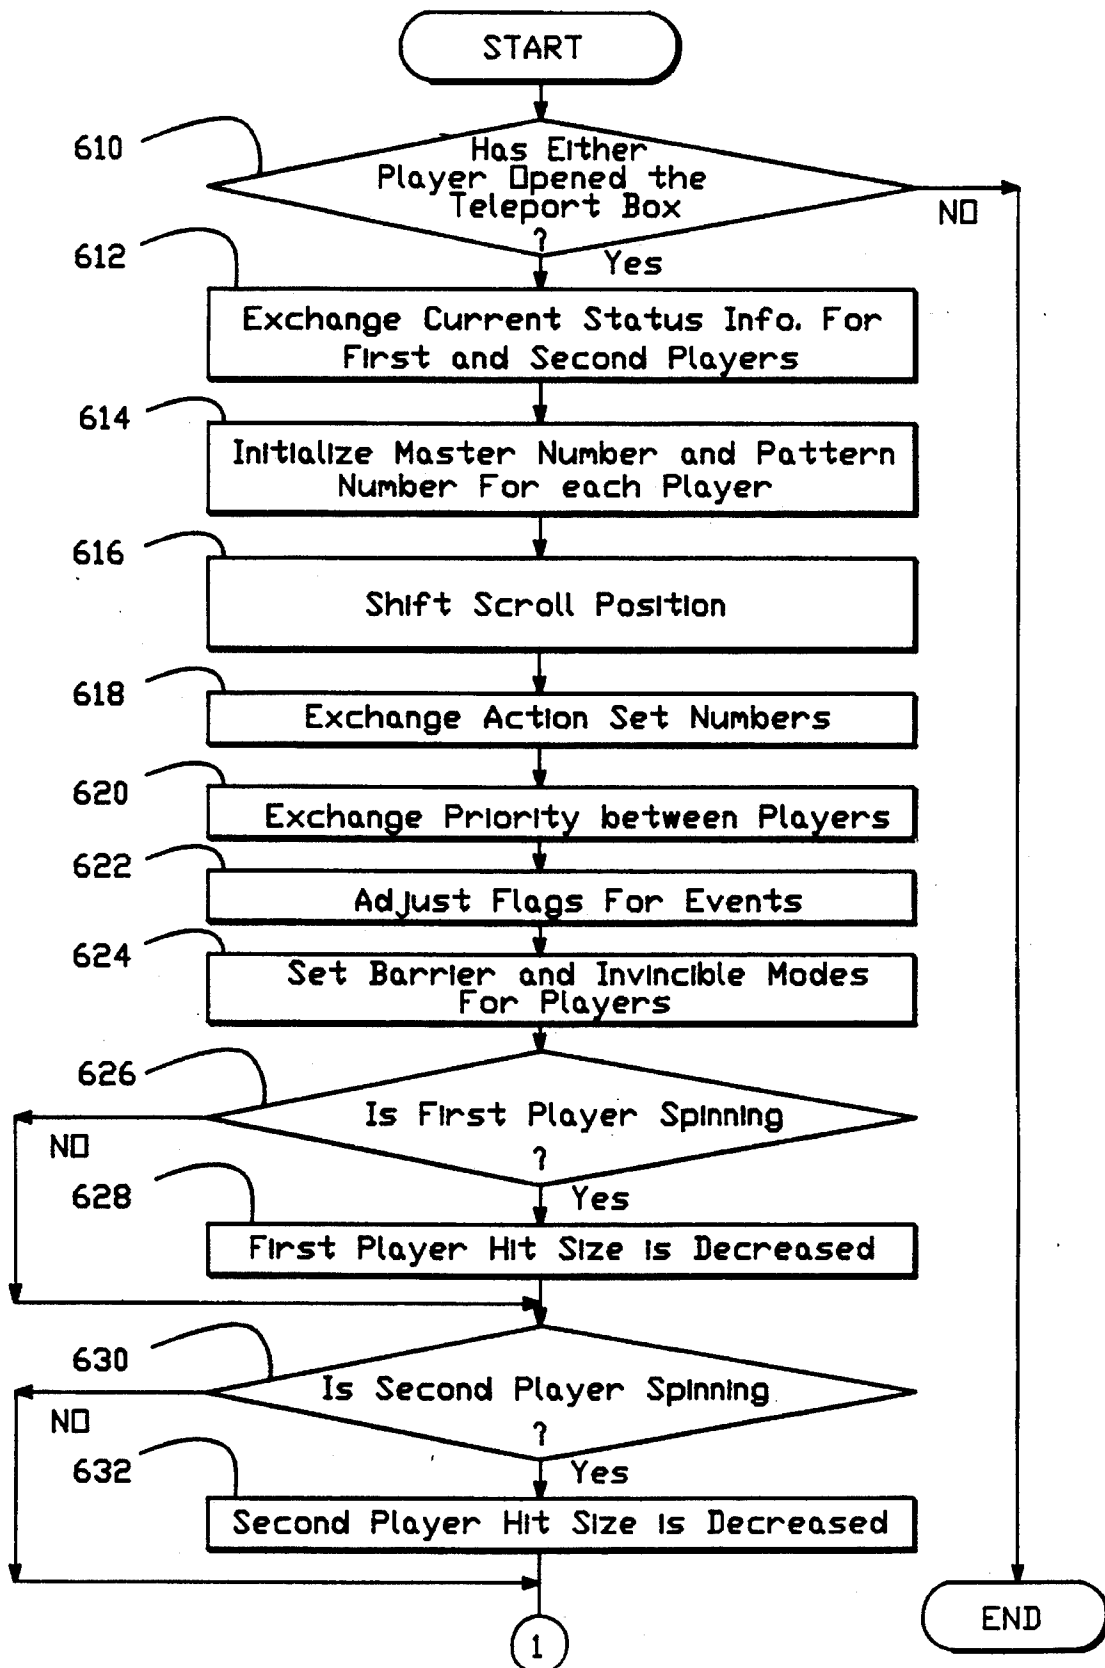 START
610
Has Either
Player Opened the
Teleport Box
?
NO
Yes
612
Exchange Current Status Info. For
First and Second Players
614
Initialize Master Number and Pattern
Number For each Player
616
Shift Scroll Position
618
Exchange Action Set Numbers
620
Exchange Priority between Players
622
Adjust Flags For Events
624
Set Barrier and Invincible Modes
For Players
626
Is First Player Spinning
?
NO
Yes
628
First Player Hit Size is Decreased
630
Is Second Player Spinning
?
NO
Yes
632
Second Player Hit Size is Decreased
1
END